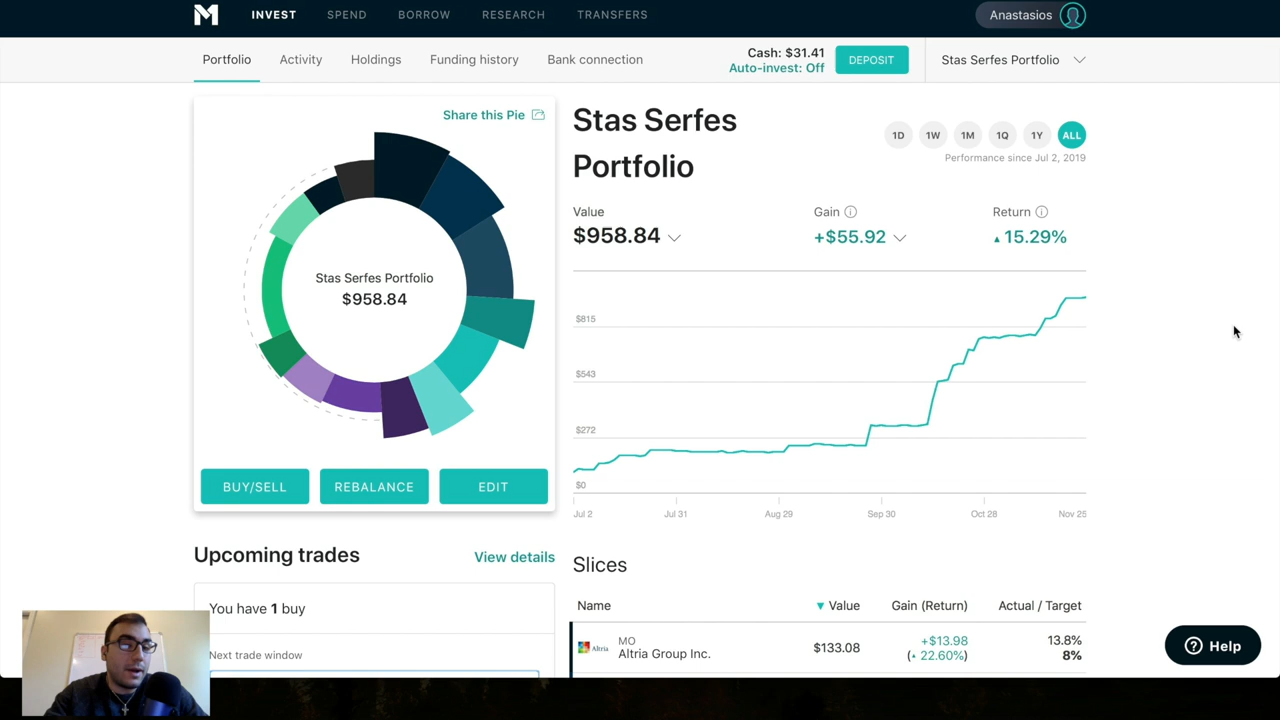 M INVEST SPEND BORROW RESEARCH TRANSFERS Anastasios
Portfolio Activity Holdings Funding history Bank connection
Cash: $31.41
Auto-invest: Off
DEPOSIT
Stas Serfes Portfolio
Share this Pie
Stas Serfes Portfolio
$958.84
BUY/SELL REBALANCE EDIT
Stas Serfes
Portfolio
1D 1W 1M 1Q 1Y ALL
Performance since Jul 2, 2019
Value Gain Return
$958.84 +$55.92 15.29%
$815
$543
$272
$0
Jul 2 Jul 31 Aug 29 Sep 30 Oct 28 Nov 25
Upcoming trades View details
You have 1 buy
Next trade window
Slices
Name Value Gain (Return) Actual / Target
Altria
MO
Altria Group Inc.
$133.08
+$13.98
( 22.60%)
13.8%
8%
Help